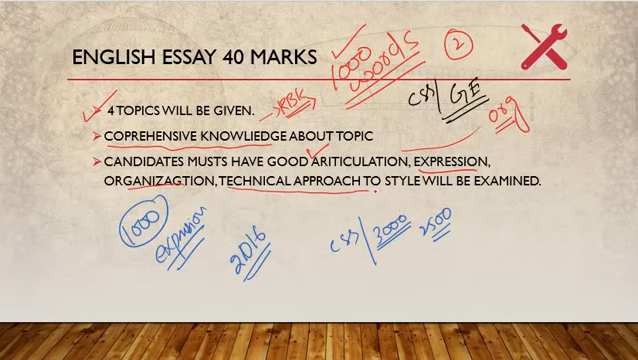 ENGLISH ESSAY 40 MARKS
1000 words
2
4 TOPICS WILL BE GIVEN.
CSS/GE
org
COPREHENSIVE KNOWLIEDGE ABOUT TOPIC
CANDIDATES MUSTS HAVE GOOD ARITICULATION, EXPRESSION,
ORGANIZAGTION, TECHNICAL APPROACH TO STYLE WILL BE EXAMINED.
1000
expression
2016
CSS/3000 2500